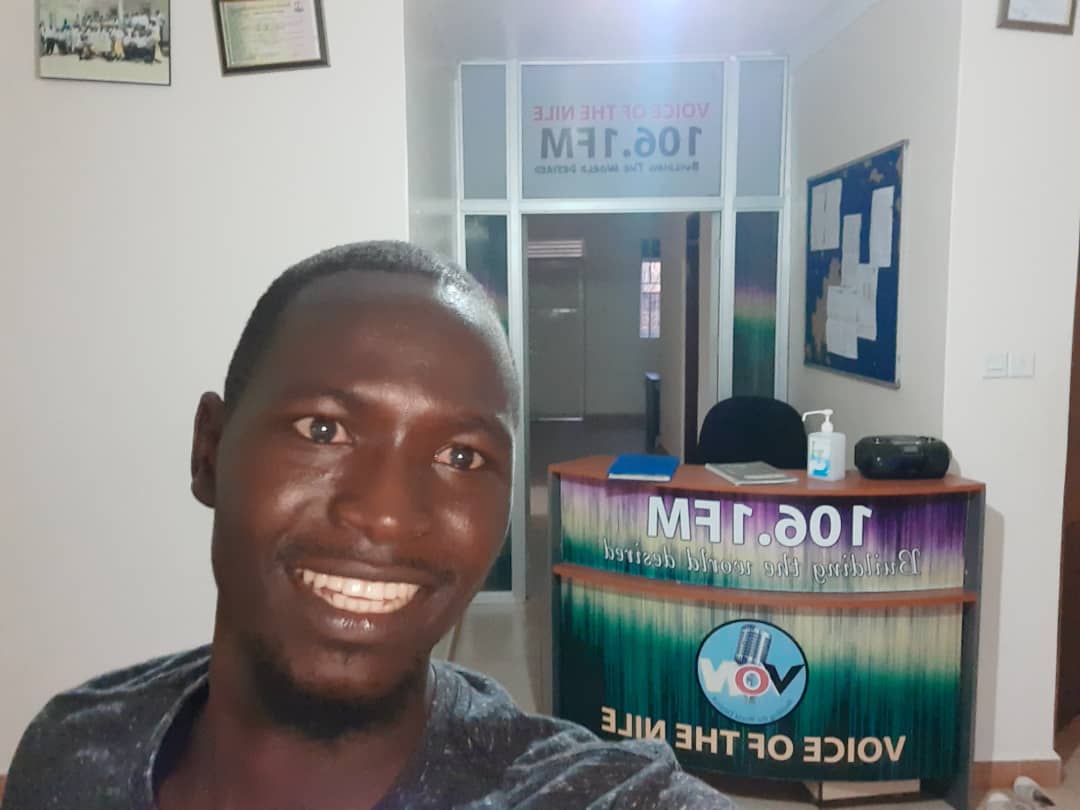 VOICE OF THE NILE
106.1FM
BUILDING THE WORLD DESIRED
106.1FM
Building the world desired
VON
VOICE OF THE NILE